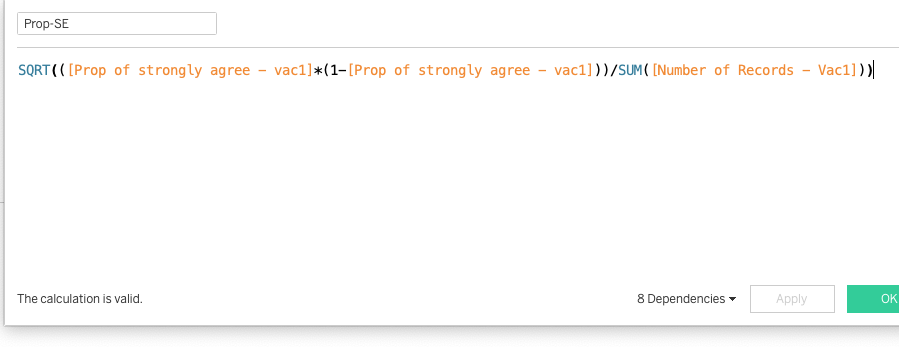 Prop-SE
SQRT(([Prop of strongly agree - vac1]*(1-[Prop of strongly agree - vac1]))/SUM([Number of Records - Vac1]))
The calculation is valid.
8 Dependencies
Apply
OK